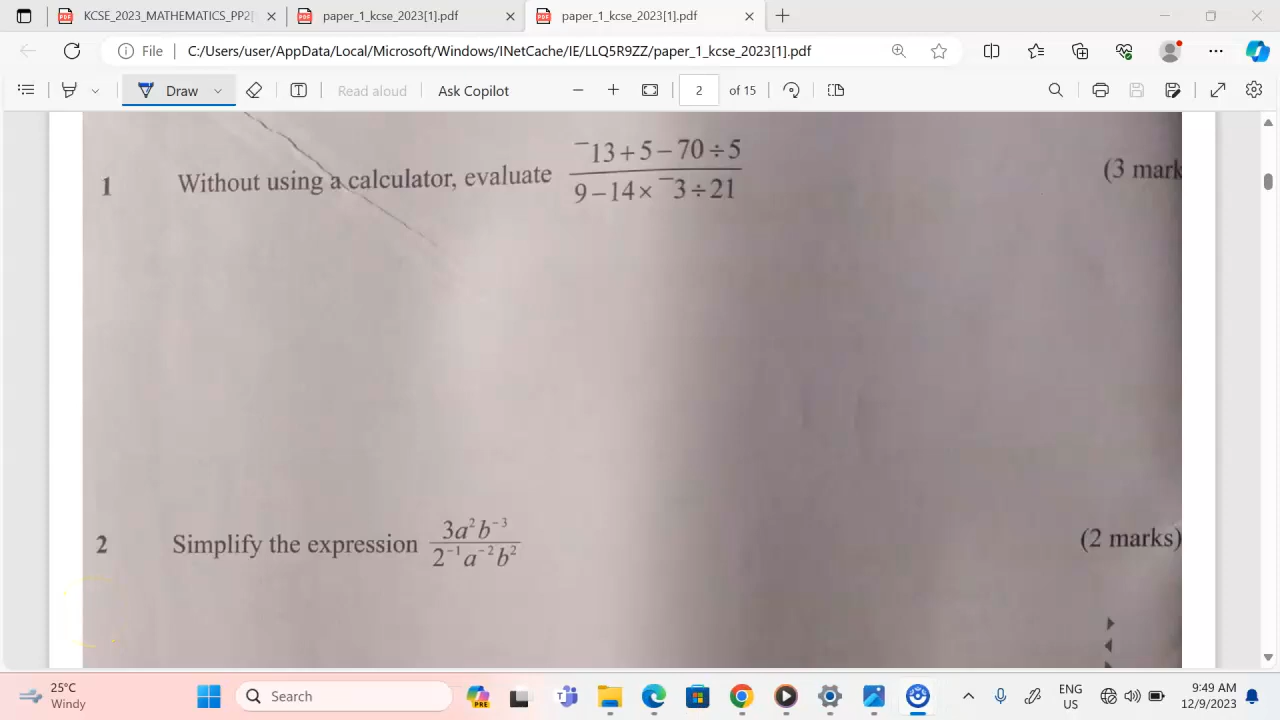 KCSE_2023_MATHEMATICS_PP2[ paper_1_kcse_2023[1].pdf paper_1_kcse_2023[1].pdf
File C:/Users/user/AppData/Local/Microsoft/Windows/INetCache/IE/LLQ5R9ZZ/paper_1_kcse_2023[1].pdf
Draw Read aloud Ask Copilot 2 of 15
1 Without using a calculator, evaluate (3 mark
⁻13+5−70÷5
9−14×⁻3÷21
2 Simplify the expression (2 marks)
3a²b⁻³
2⁻¹a⁻²b²
25°C
Windy
Search
PRE
ENG
US
9:49 AM
12/9/2023